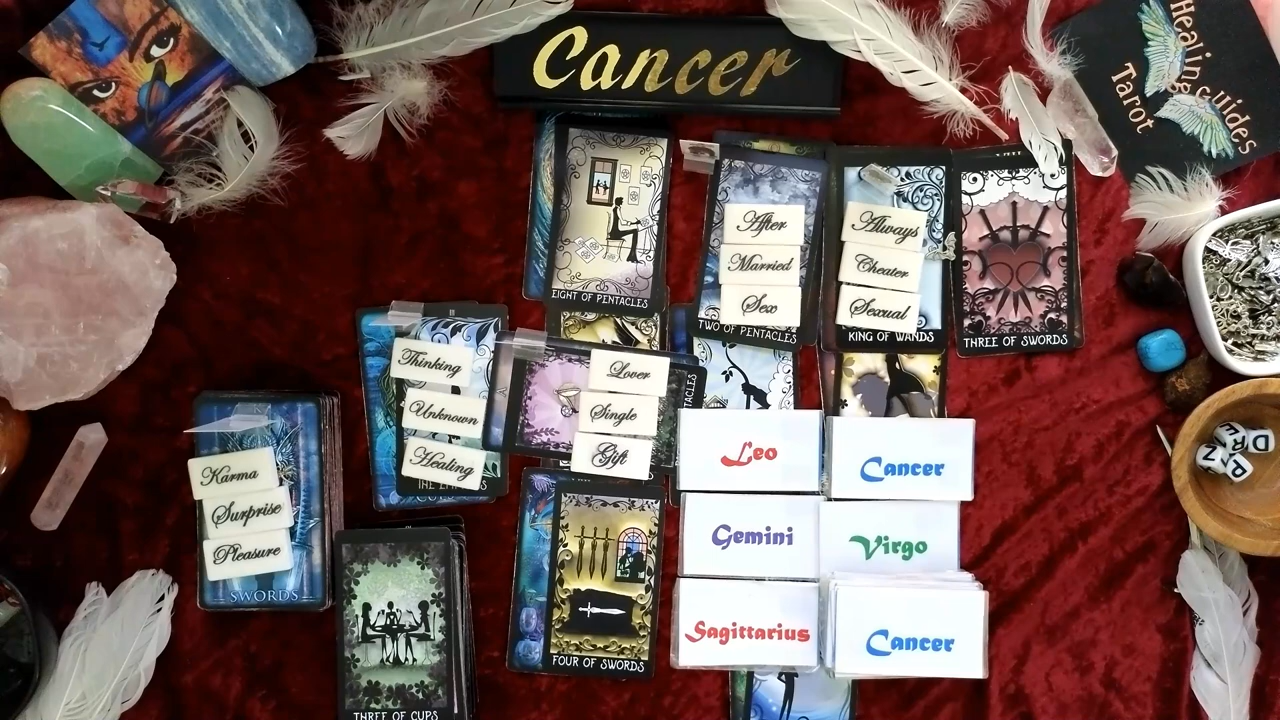 Cancer
Healing
Guides
Tarot
EIGHT OF PENTACLES
After
Married
Sex
TWO OF PENTACLES
Always
Cheater
Sexual
KING OF WANDS
THREE OF SWORDS
Thinking
Unknown
Healing
Lover
Single
Gift
Karma
Surprise
Pleasure
SWORDS
THREE OF CUPS
FOUR OF SWORDS
Leo
Cancer
Gemini
Virgo
Sagittarius
Cancer